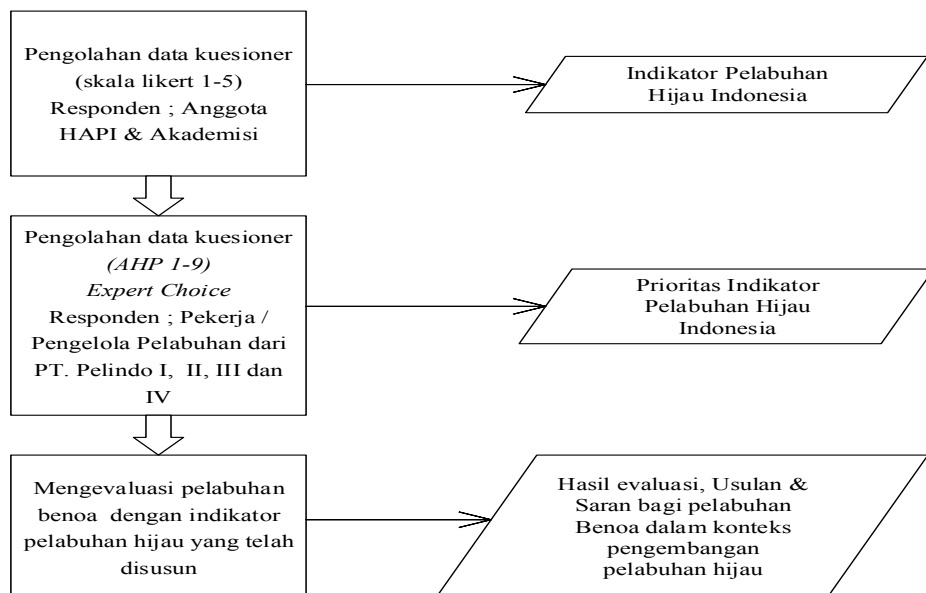 Pengolahan data kuesioner
(skala likert 1-5)
Responden ; Anggota
HAPI & Akademisi
Indikator Pelabuhan
Hijau Indonesia
Pengolahan data kuesioner
(AHP 1-9)
Expert Choice
Responden ; Pekerja /
Pengelola Pelabuhan dari
PT. Pelindo I, II, III dan
IV
Prioritas Indikator
Pelabuhan Hijau
Indonesia
Mengevaluasi pelabuhan
benoa dengan indikator
pelabuhan hijau yang telah
disusun
Hasil evaluasi, Usulan &
Saran bagi pelabuhan
Benoa dalam konteks
pengembangan
pelabuhan hijau